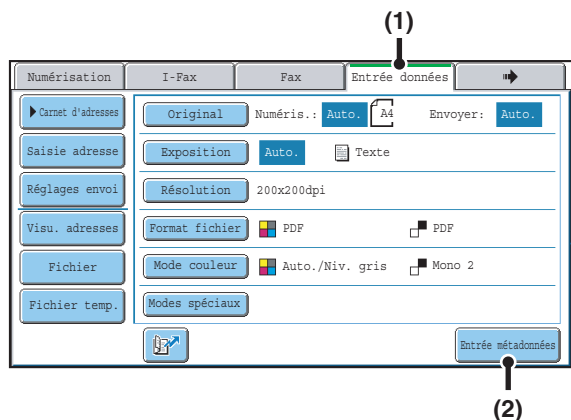 (1)
Numérisation I-Fax Fax Entrée données
Carnet d'adresses Original Numéris.: Auto. A4 Envoyer: Auto.
Saisie adresse Exposition Auto. Texte
Réglages envoi Résolution 200x200dpi
Visu. adresses Format fichier PDF PDF
Fichier Mode couleur Auto./Niv. gris Mono 2
Fichier temp. Modes spéciaux
Entrée métadonnées
(2)